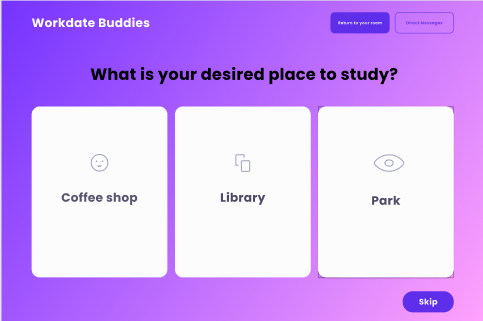 Workdate Buddies
Return to your room
Direct Messages
What is your desired place to study?
Coffee shop
Library
Park
Skip